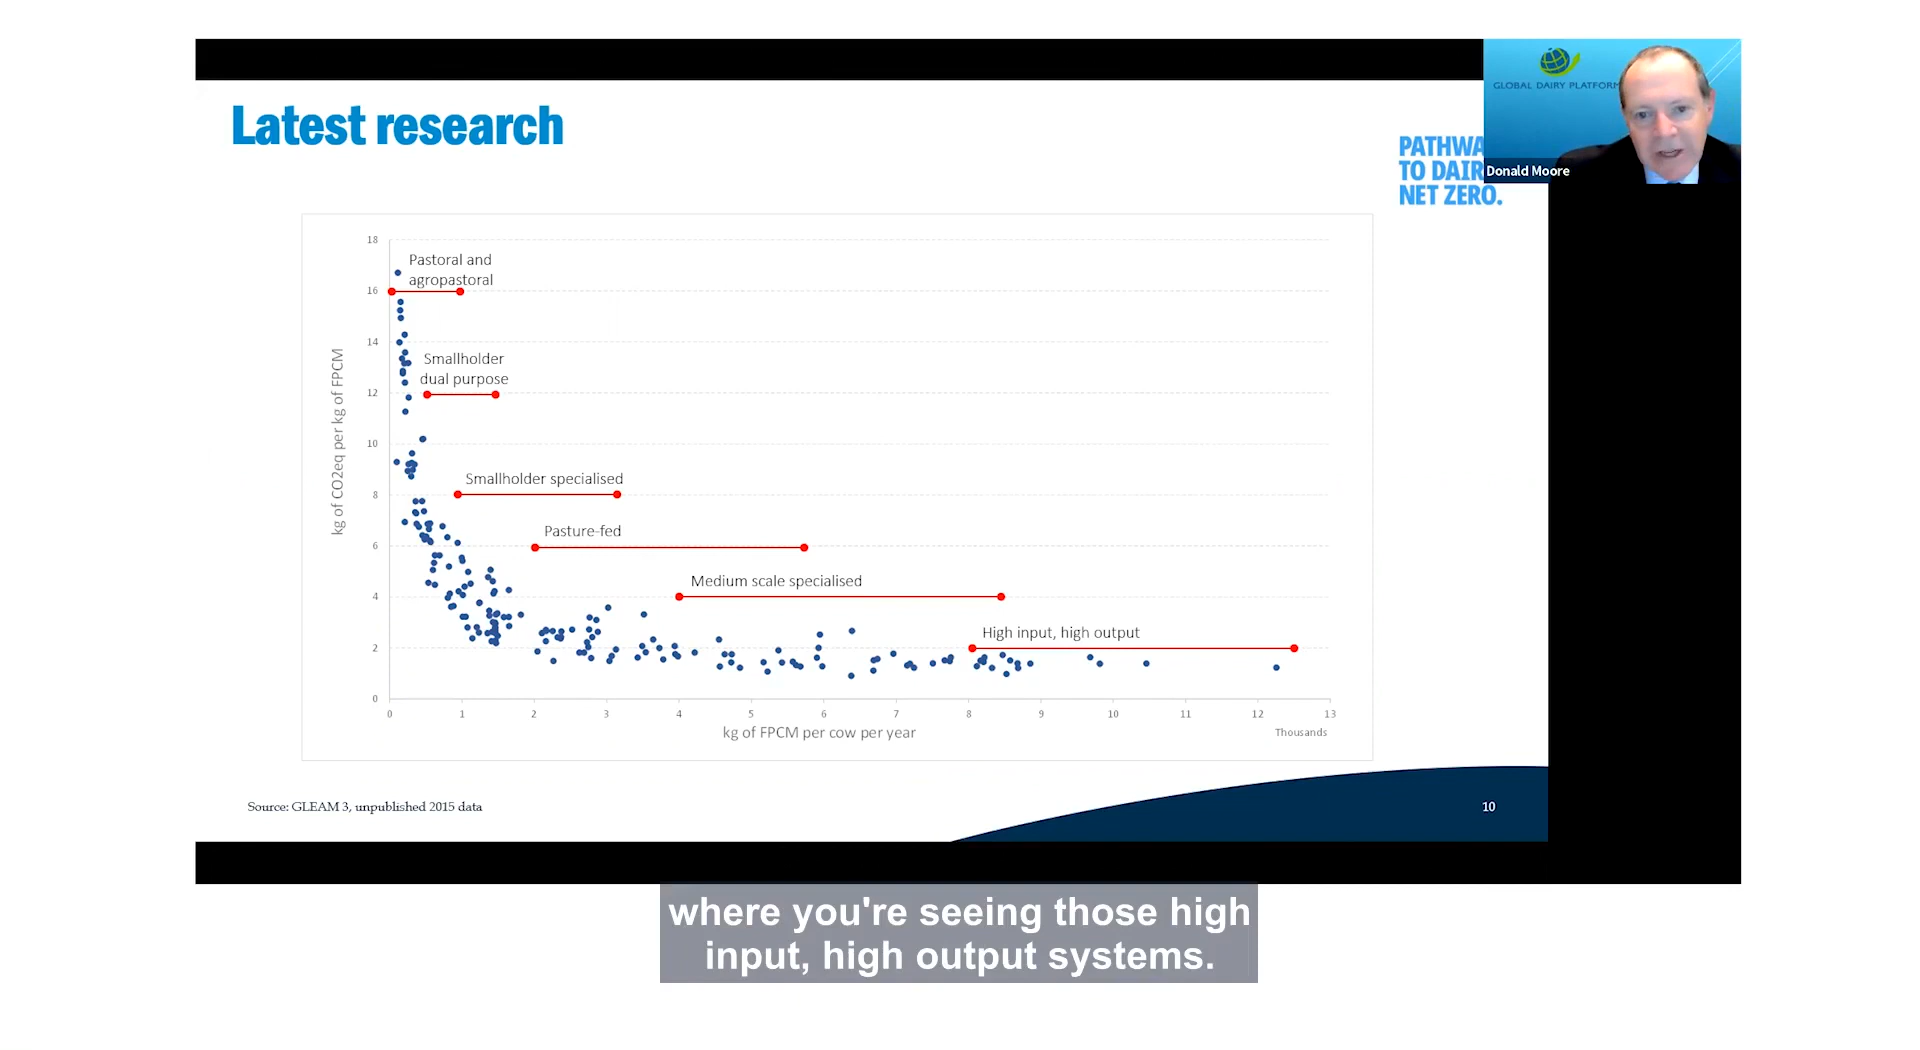 Latest research
GLOBAL DAIRY PLATFORM
PATHWA
TO DAIR
NET ZERO.
Donald Moore
18
16
14
12
10
8
6
4
2
0
kg of CO2eq per kg of FPCM
Pastoral and
agropastoral
Smallholder
dual purpose
Smallholder specialised
Pasture-fed
Medium scale specialised
High input, high output
0 1 2 3 4 5 6 7 8 9 10 11 12 13
kg of FPCM per cow per year
Thousands
Source: GLEAM 3, unpublished 2015 data
10
where you're seeing those high
input, high output systems.